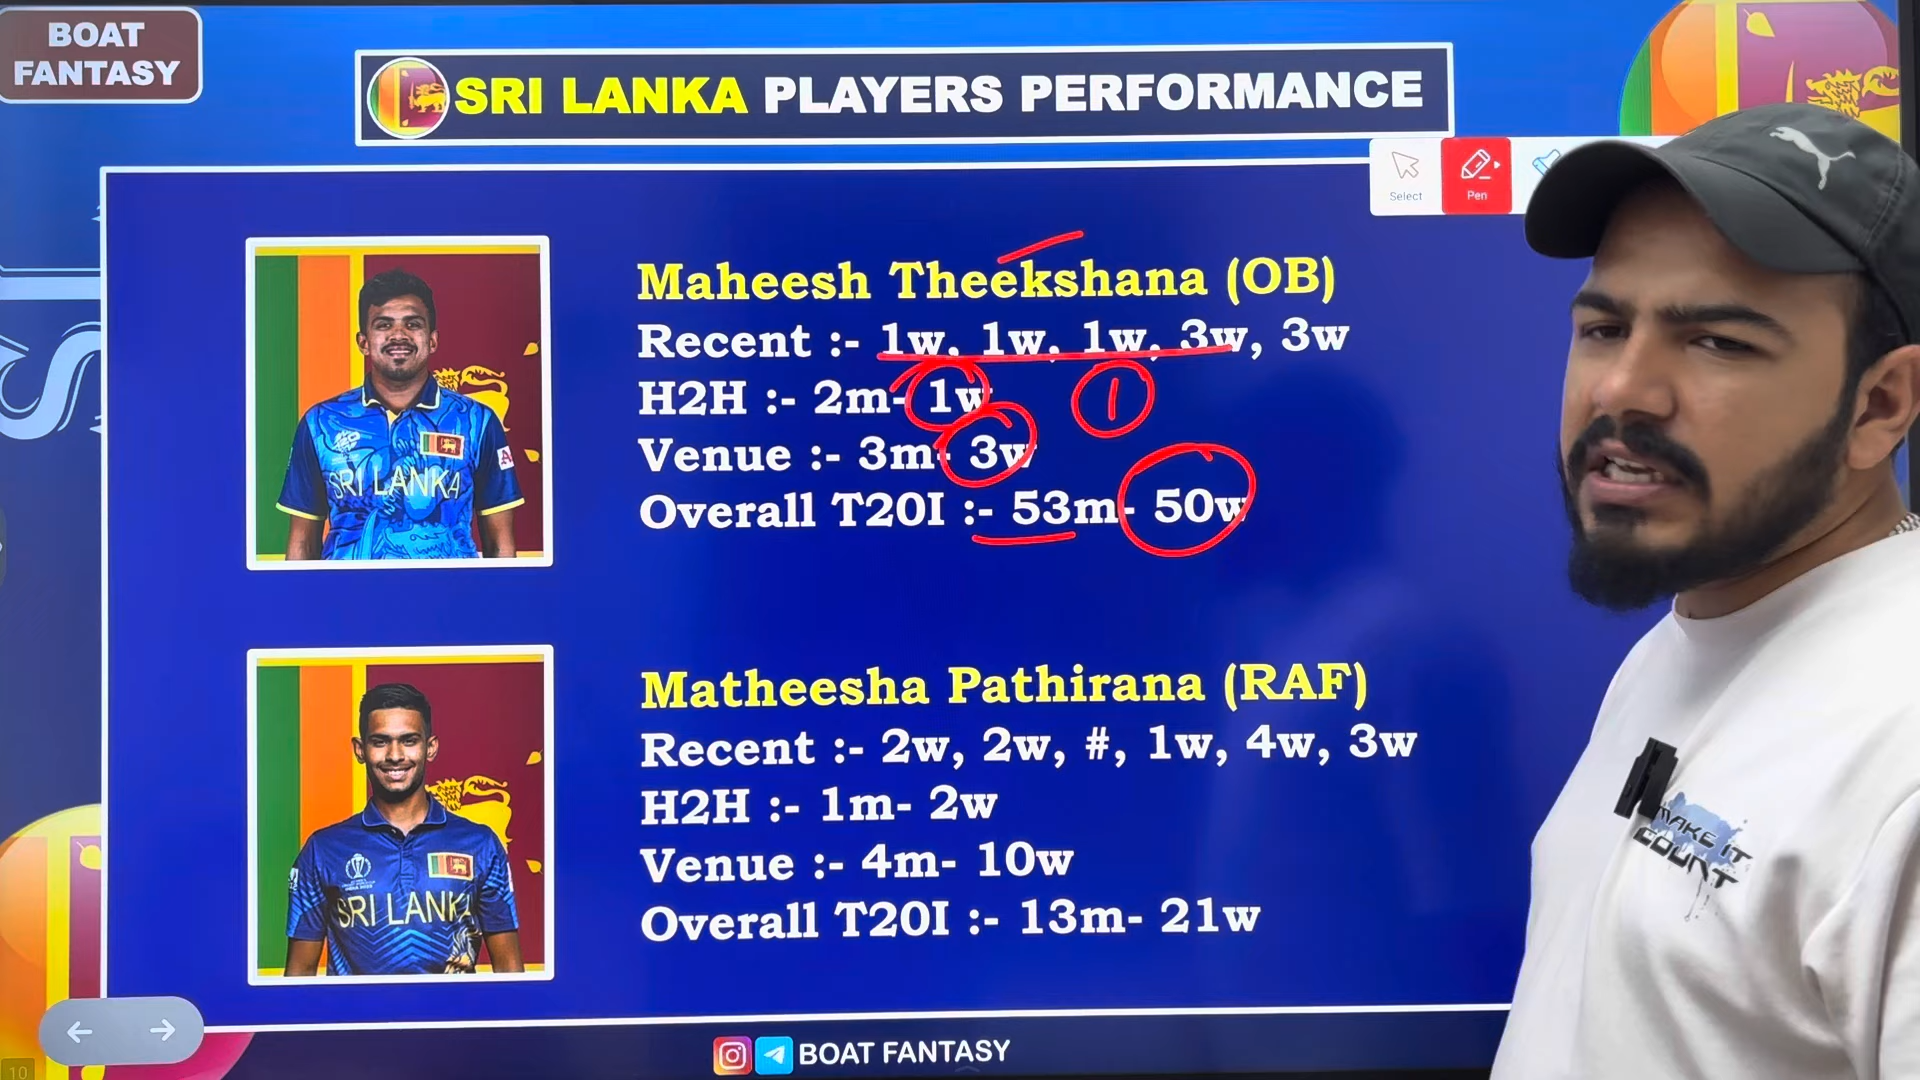 BOAT
FANTASY
SRI LANKA PLAYERS PERFORMANCE
Select
Pen
Maheesh Theekshana (OB)
Recent :- 1w, 1w, 1w, 3w, 3w
H2H :- 2m- 1w
1
Venue :- 3m- 3w
Overall T20I :- 53m- 50w
SRI LANKA
Matheesha Pathirana (RAF)
Recent :- 2w, 2w, #, 1w, 4w, 3w
H2H :- 1m- 2w
Venue :- 4m- 10w
Overall T20I :- 13m- 21w
SRI LANKA
MAKE IT
COUNT
BOAT FANTASY
10